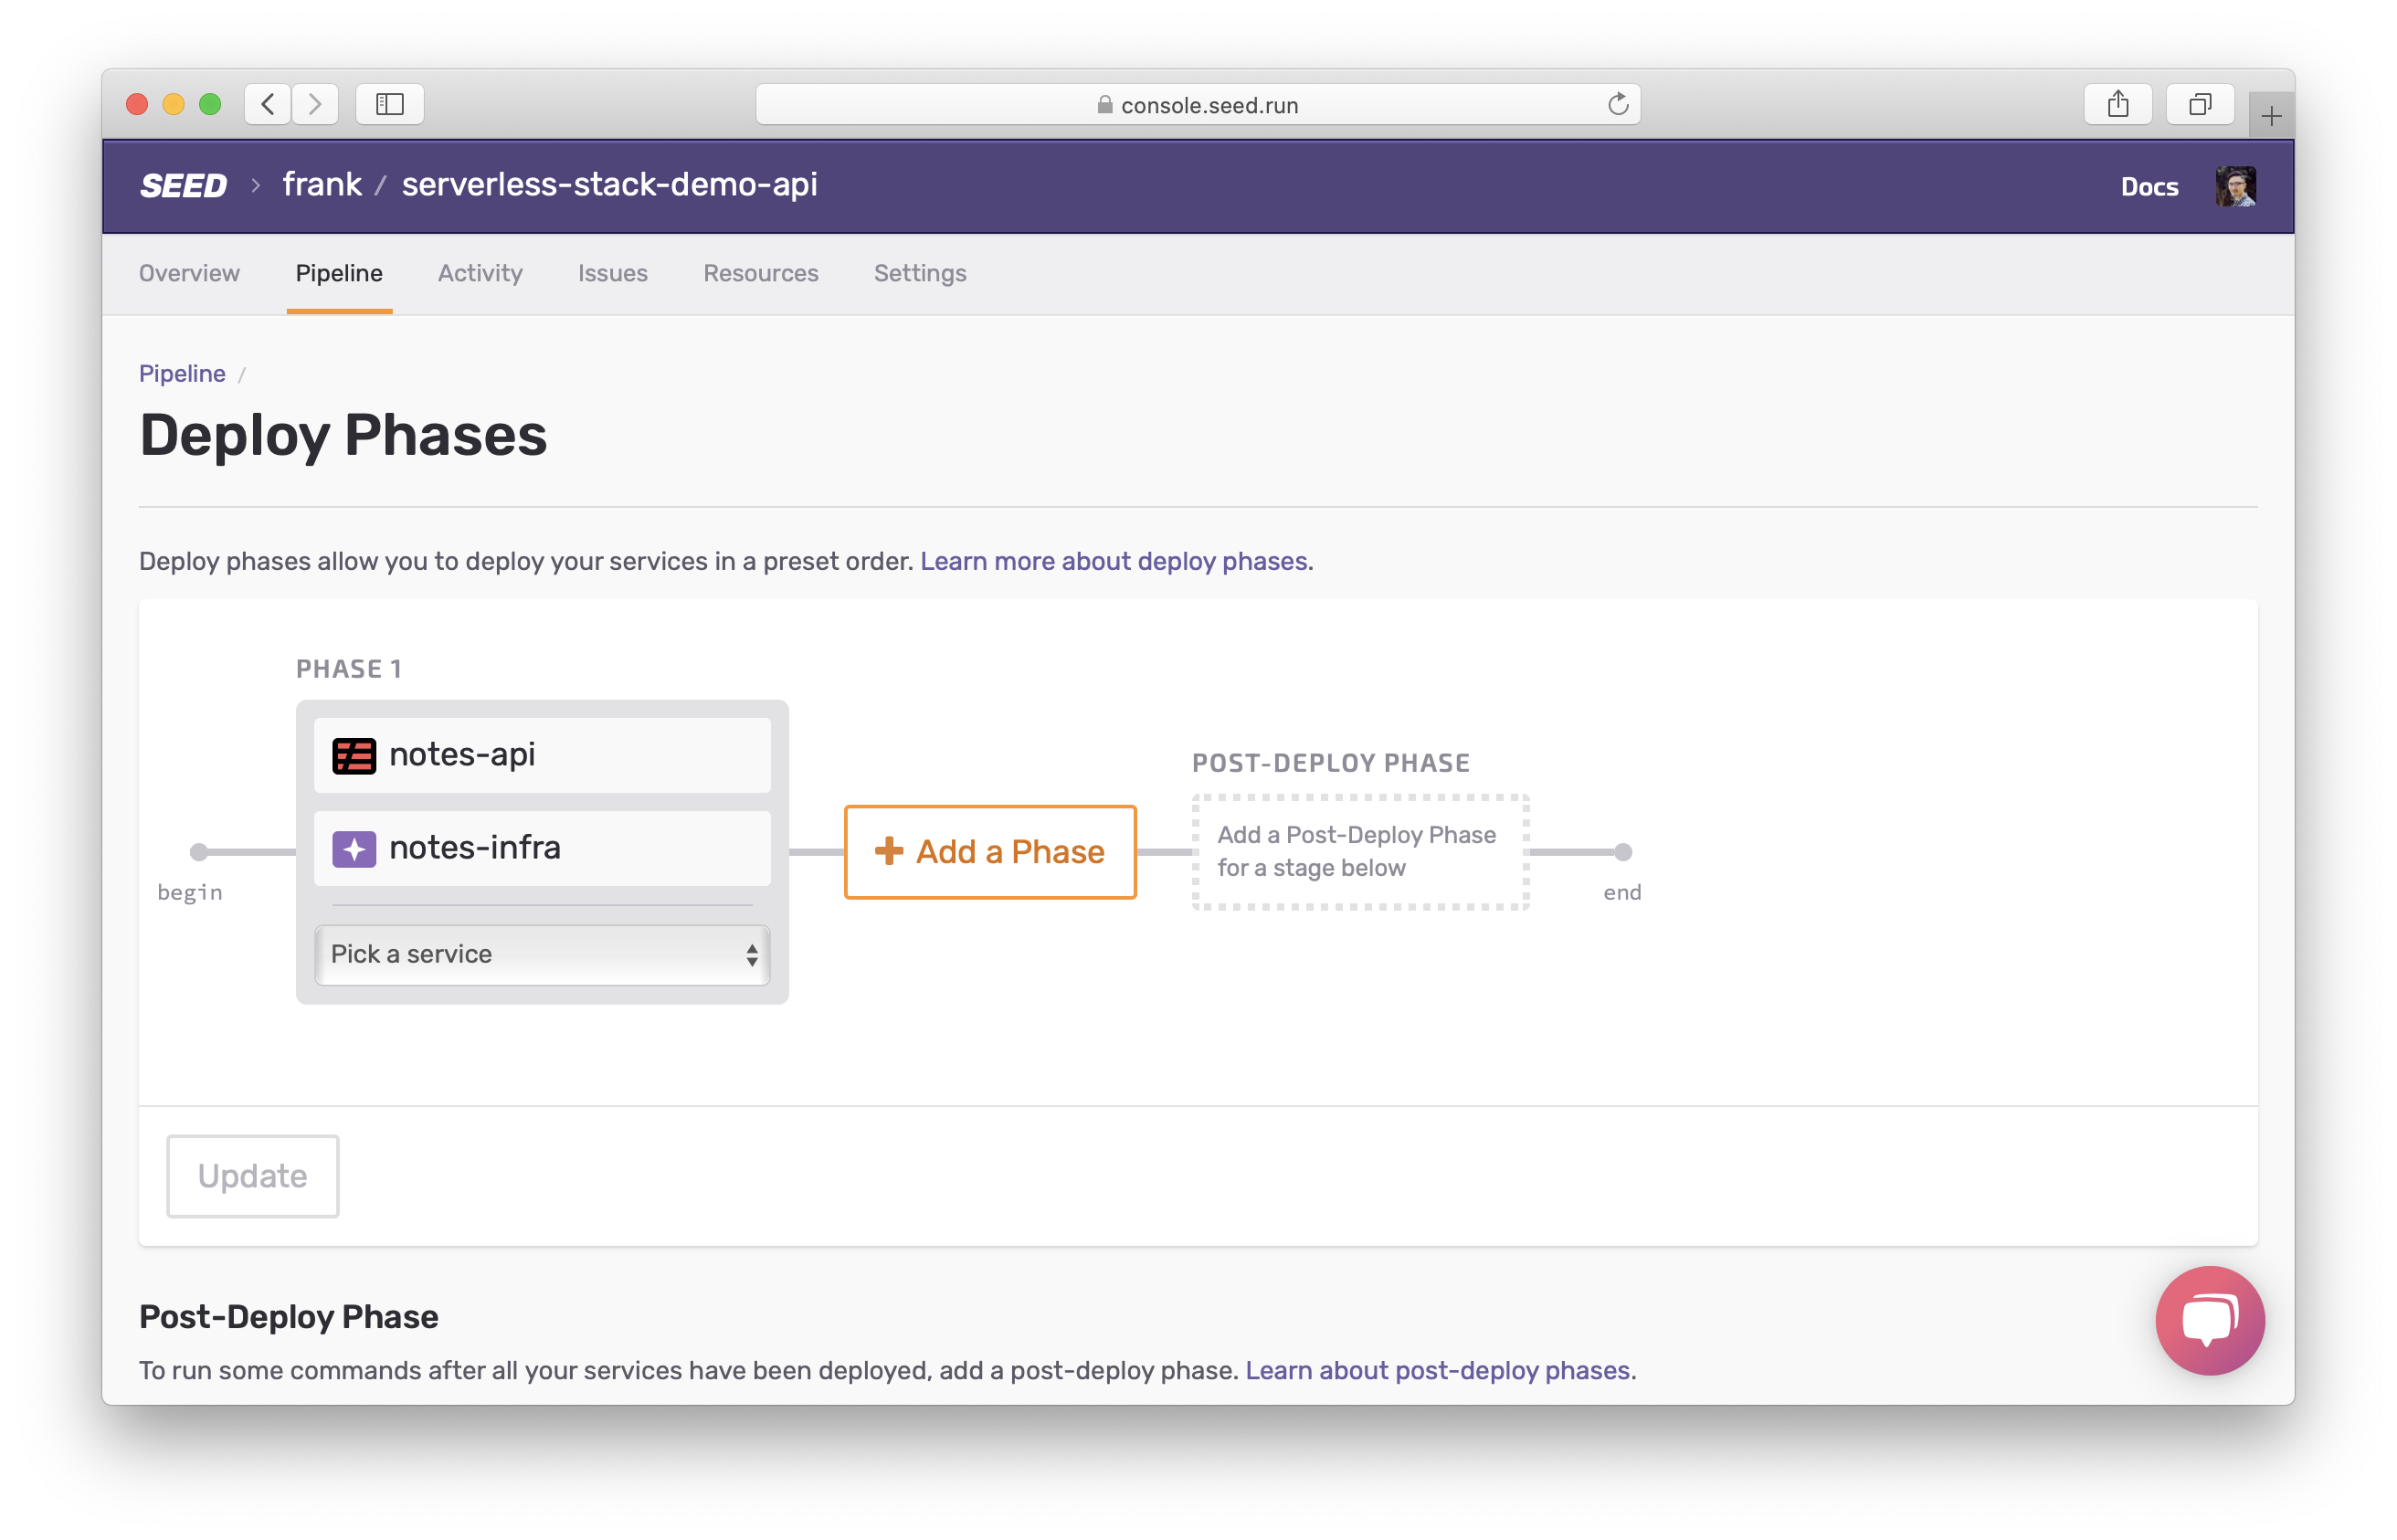 console.seed.run
SEED > frank / serverless-stack-demo-api
Docs
Overview Pipeline Activity Issues Resources Settings
Pipeline /
Deploy Phases
Deploy phases allow you to deploy your services in a preset order. Learn more about deploy phases.
PHASE 1
notes-api
notes-infra
Pick a service
begin
+ Add a Phase
POST-DEPLOY PHASE
Add a Post-Deploy Phase
for a stage below
end
Update
Post-Deploy Phase
To run some commands after all your services have been deployed, add a post-deploy phase. Learn about post-deploy phases.